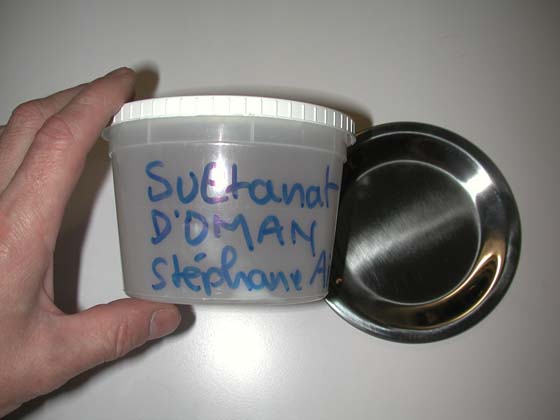 Sultanat
D'OMAN
Stéphane A